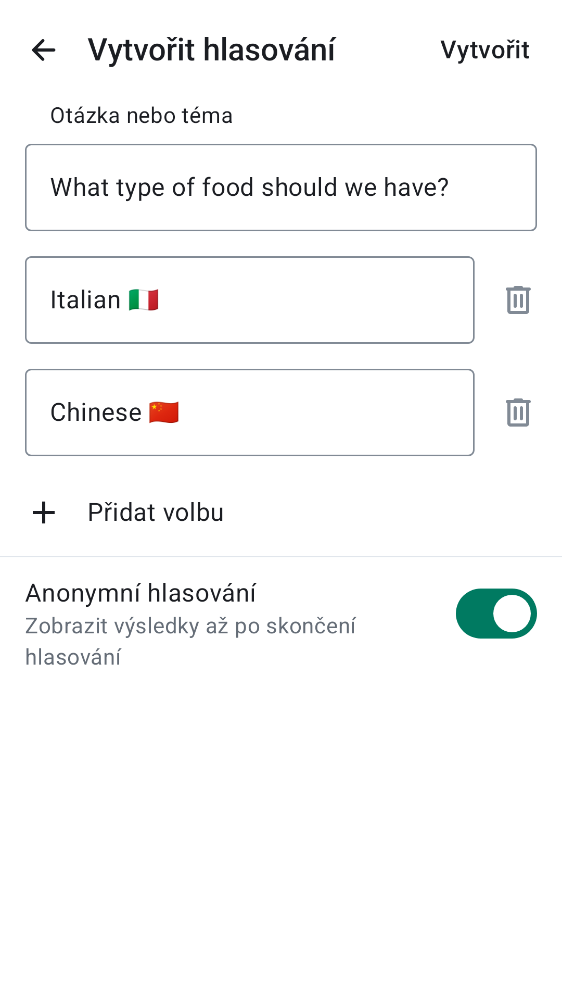 Vytvořit hlasování
Vytvořit
Otázka nebo téma
What type of food should we have?
Italian 🇮🇹
Chinese 🇨🇳
Přidat volbu
Anonymní hlasování
Zobrazit výsledky až po skončení
hlasování